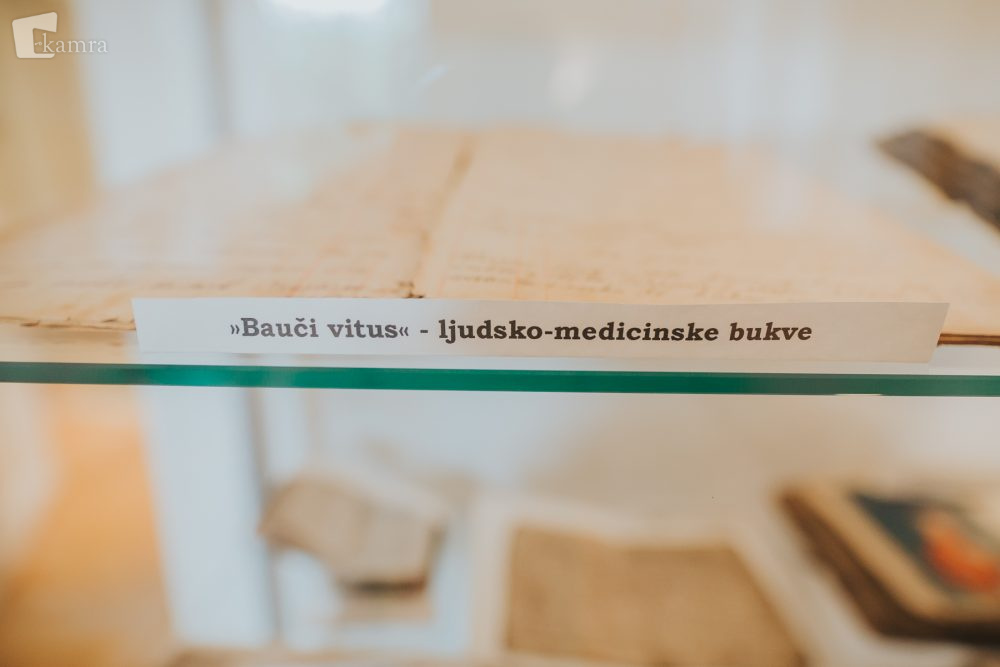 kamra
»Bauči vitus« - ljudsko-medicinske bukve